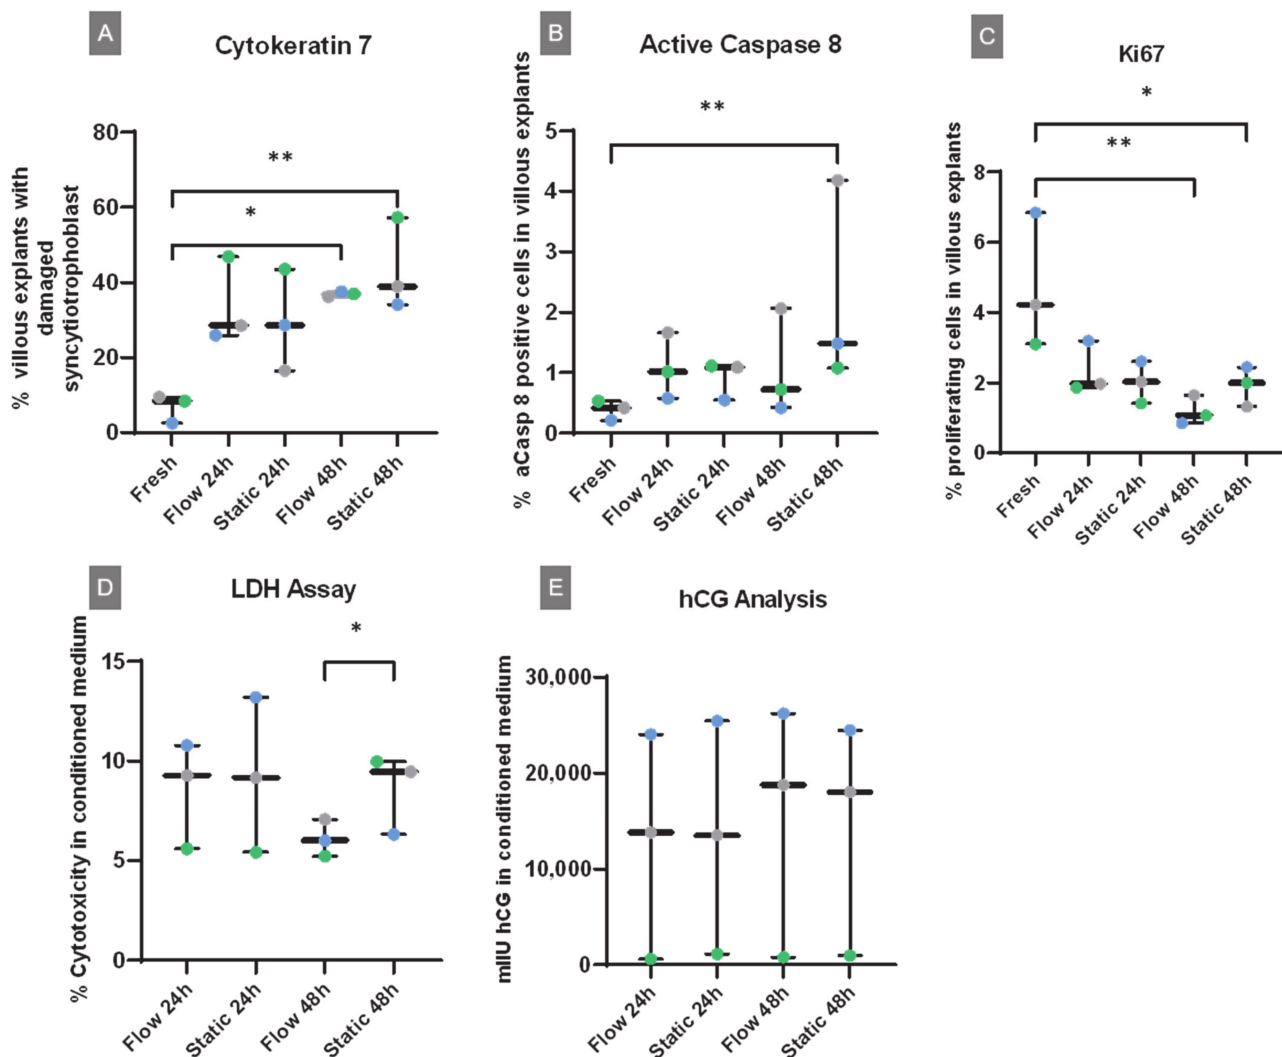 A
Cytokeratin 7
% villous explants with
damaged
syncytiotrophoblast
80
60
40
20
0
**
*
Fresh
Flow 24h
Static 24h
Flow 48h
Static 48h
B
Active Caspase 8
% aCasp 8 positive cells in villous explants
5
4
3
2
1
0
**
Fresh
Flow 24h
Static 24h
Flow 48h
Static 48h
C
Ki67
% proliferating cells in villous explants
8
6
4
2
0
*
**
Fresh
Flow 24h
Static 24h
Flow 48h
Static 48h
D
LDH Assay
% Cytotoxicity in conditioned medium
15
10
5
0
*
Flow 24h
Static 24h
Flow 48h
Static 48h
E
hCG Analysis
mIIU hCG in conditioned medium
30,000
20,000
10,000
0
Flow 24h
Static 24h
Flow 48h
Static 48h